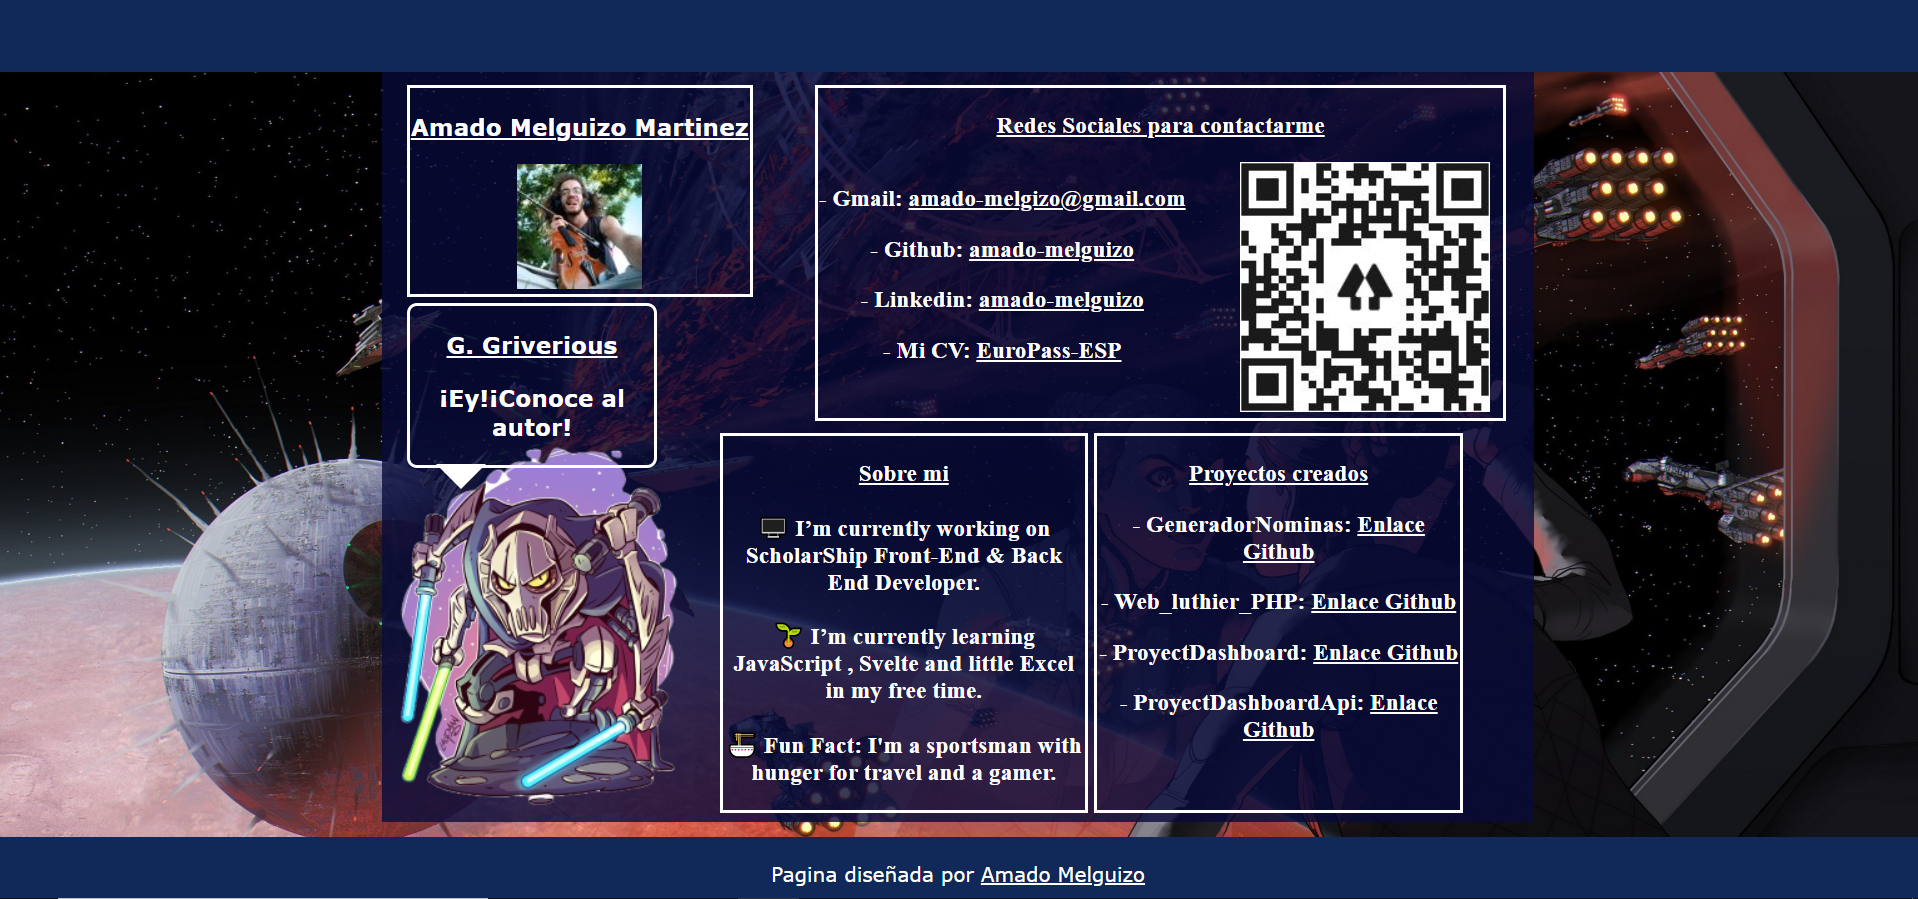 Amado Melguizo Martinez
G. Griverious
¡Ey!¡Conoce al
autor!
Redes Sociales para contactarme
- Gmail: amado-melgizo@gmail.com
- Github: amado-melguizo
- Linkedin: amado-melguizo
- Mi CV: EuroPass-ESP
Sobre mi
🖥️ I’m currently working on
ScholarShip Front-End & Back
End Developer.
🌱 I’m currently learning
JavaScript , Svelte and little Excel
in my free time.
🍜 Fun Fact: I'm a sportsman with
hunger for travel and a gamer.
Proyectos creados
- GeneradorNominas: Enlace
Github
- Web_luthier_PHP: Enlace Github
- ProyectDashboard: Enlace Github
- ProyectDashboardApi: Enlace
Github
Pagina diseñada por Amado Melguizo